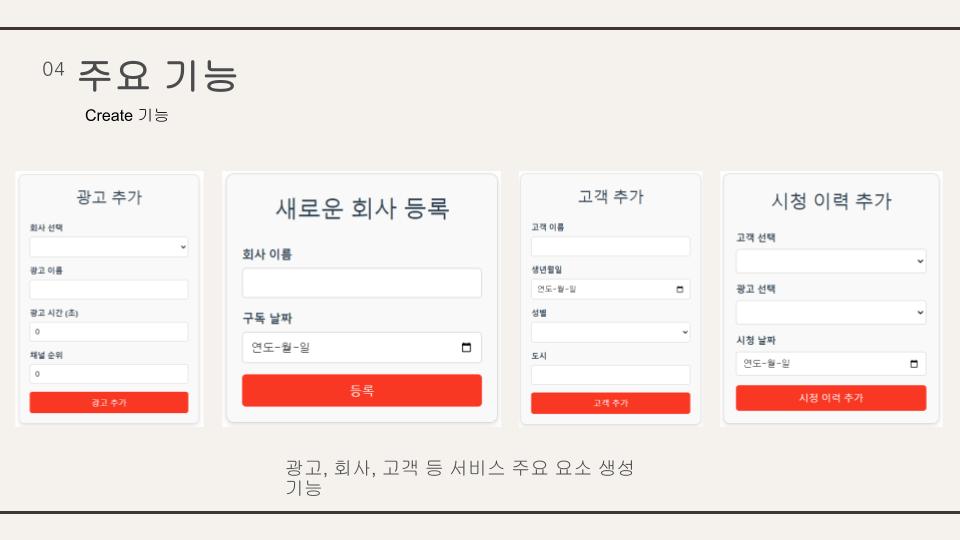 04 주요 기능
Create 기능
광고 추가
회사 선택
광고 이름
광고 시간 (초)
0
채널 순위
0
광고 추가
새로운 회사 등록
회사 이름
구독 날짜
연도-월-일
등록
고객 추가
고객 이름
생년월일
연도-월-일
성별
도시
고객 추가
시청 이력 추가
고객 선택
광고 선택
시청 날짜
연도-월-일
시청 이력 추가
광고, 회사, 고객 등 서비스 주요 요소 생성
기능